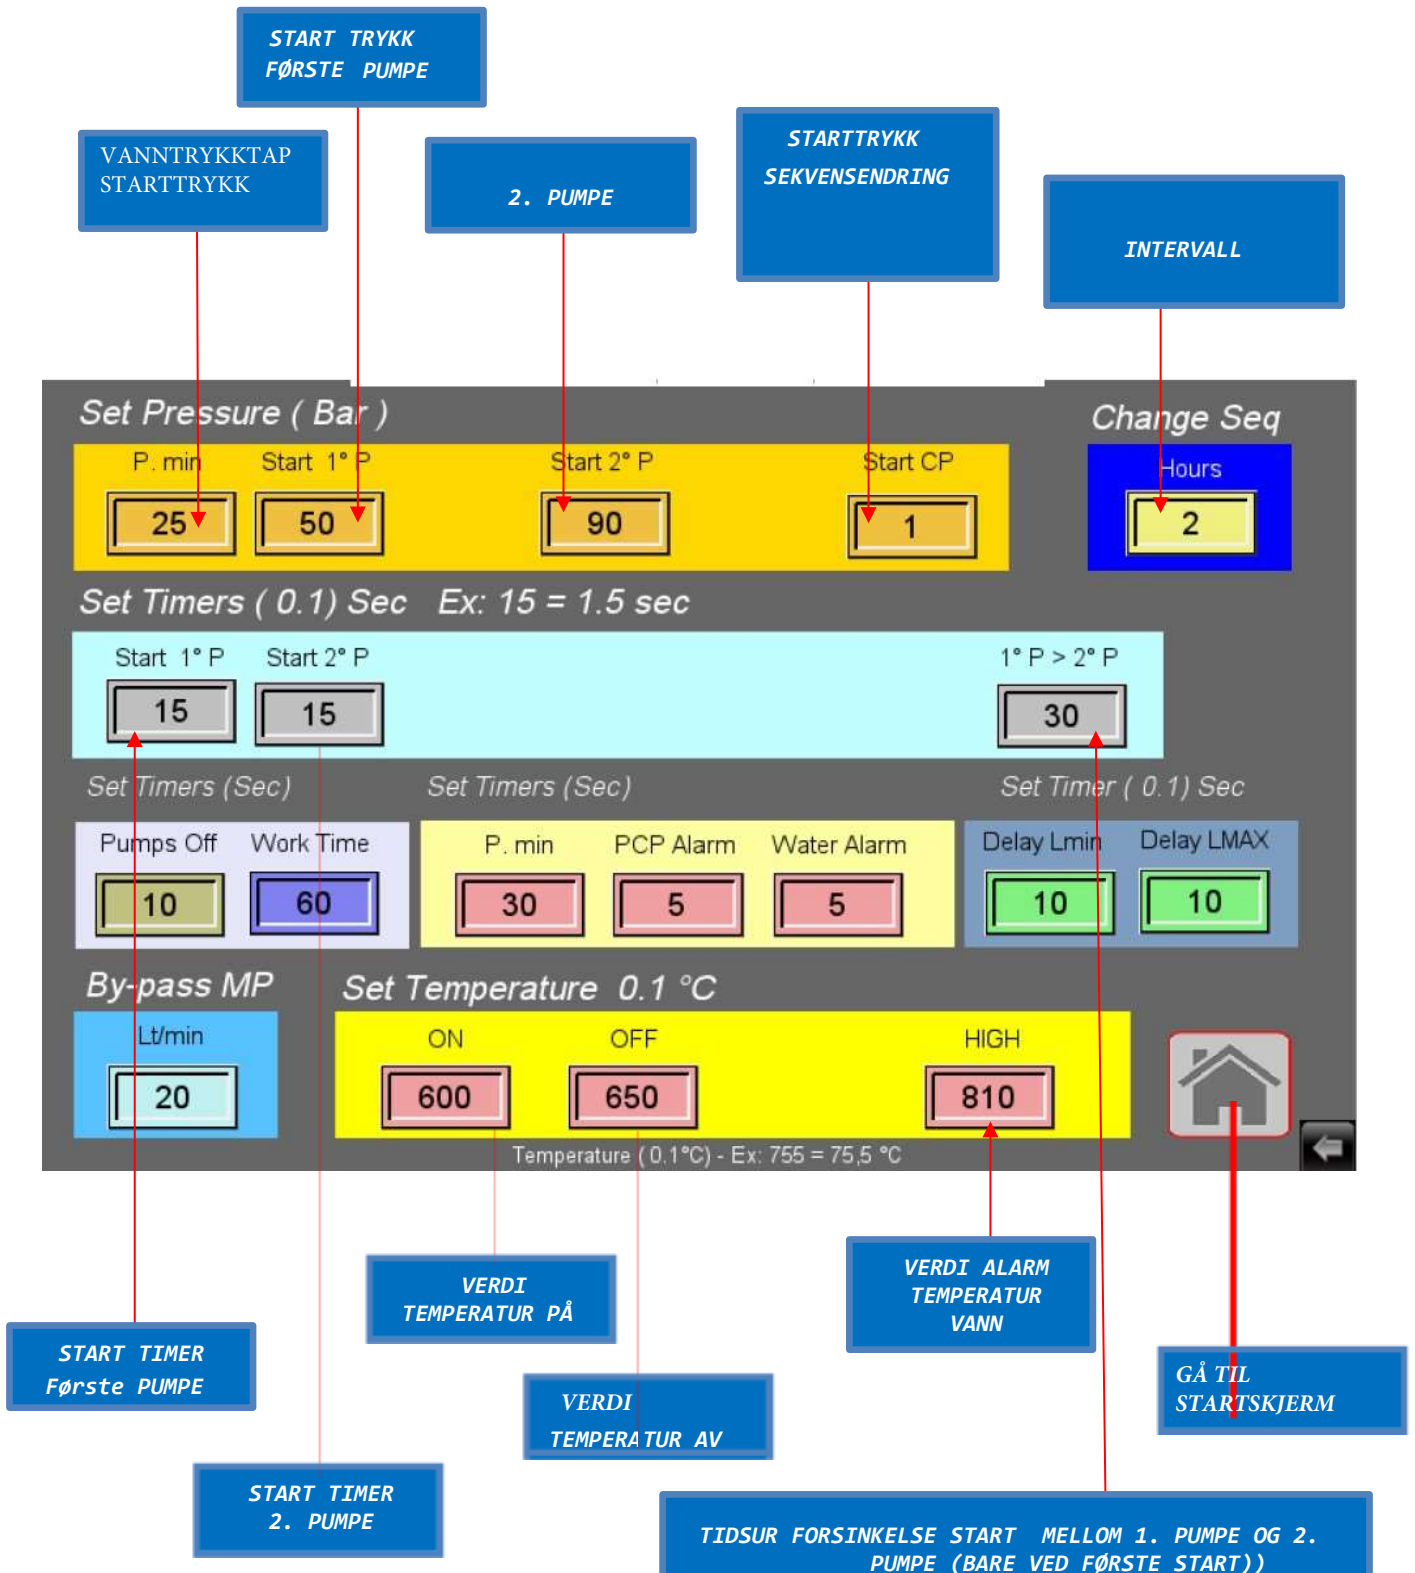 START TRYKK
FØRSTE PUMPE
VANNTRYKKTAP
STARTTRYKK
2. PUMPE
STARTTRYKK
SEKVENSENDRING
INTERVALL
Set Pressure ( Bar )
Change Seq
P. min Start 1° P Start 2° P Start CP
Hours
25 50 90 1
2
Set Timers ( 0.1) Sec Ex: 15 = 1.5 sec
Start 1° P Start 2° P 1° P > 2° P
15 15 30
Set Timers (Sec) Set Timers (Sec) Set Timer ( 0.1) Sec
Pumps Off Work Time P. min PCP Alarm Water Alarm Delay Lmin Delay LMAX
10 60 30 5 5 10 10
By-pass MP Set Temperature 0.1 °C
Lt/min ON OFF HIGH
20 600 650 810
Temperature ( 0.1°C) - Ex: 755 = 75,5 °C
VERDI
TEMPERATUR PÅ
VERDI ALARM
TEMPERATUR
VANN
START TIMER
Første PUMPE
GÅ TIL
STARTSKJERM
VERDI
TEMPERATUR AV
START TIMER
2. PUMPE
TIDSUR FORSINKELSE START MELLOM 1. PUMPE OG 2.
PUMPE (BARE VED FØRSTE START))